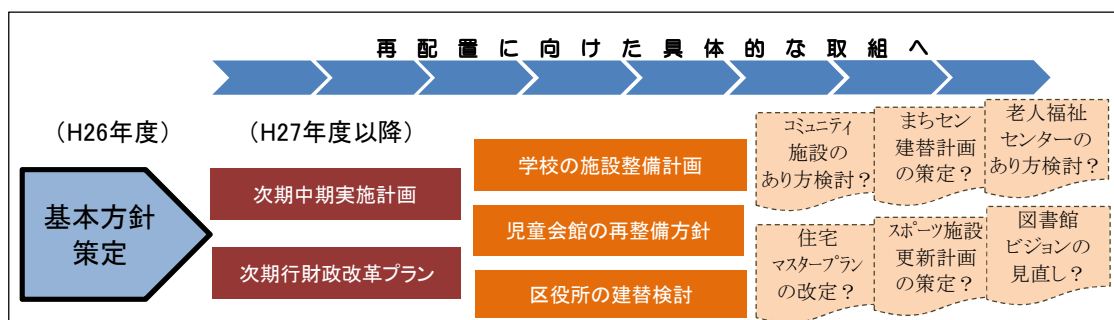 再配置に向けた具体的な取組へ
（H26年度）
（H27年度以降）
基本方針
策定
次期中期実施計画
次期行財政改革プラン
学校の施設整備計画
児童会館の再整備方針
区役所の建替検討
コミュニティ
施設の
あり方検討？
まちセン
建替計画
の策定？
老人福祉
センターの
あり方検討？
住宅
マスタープラン
の改定？
スポーツ施設
更新計画
の策定？
図書館
ビジョンの
見直し？